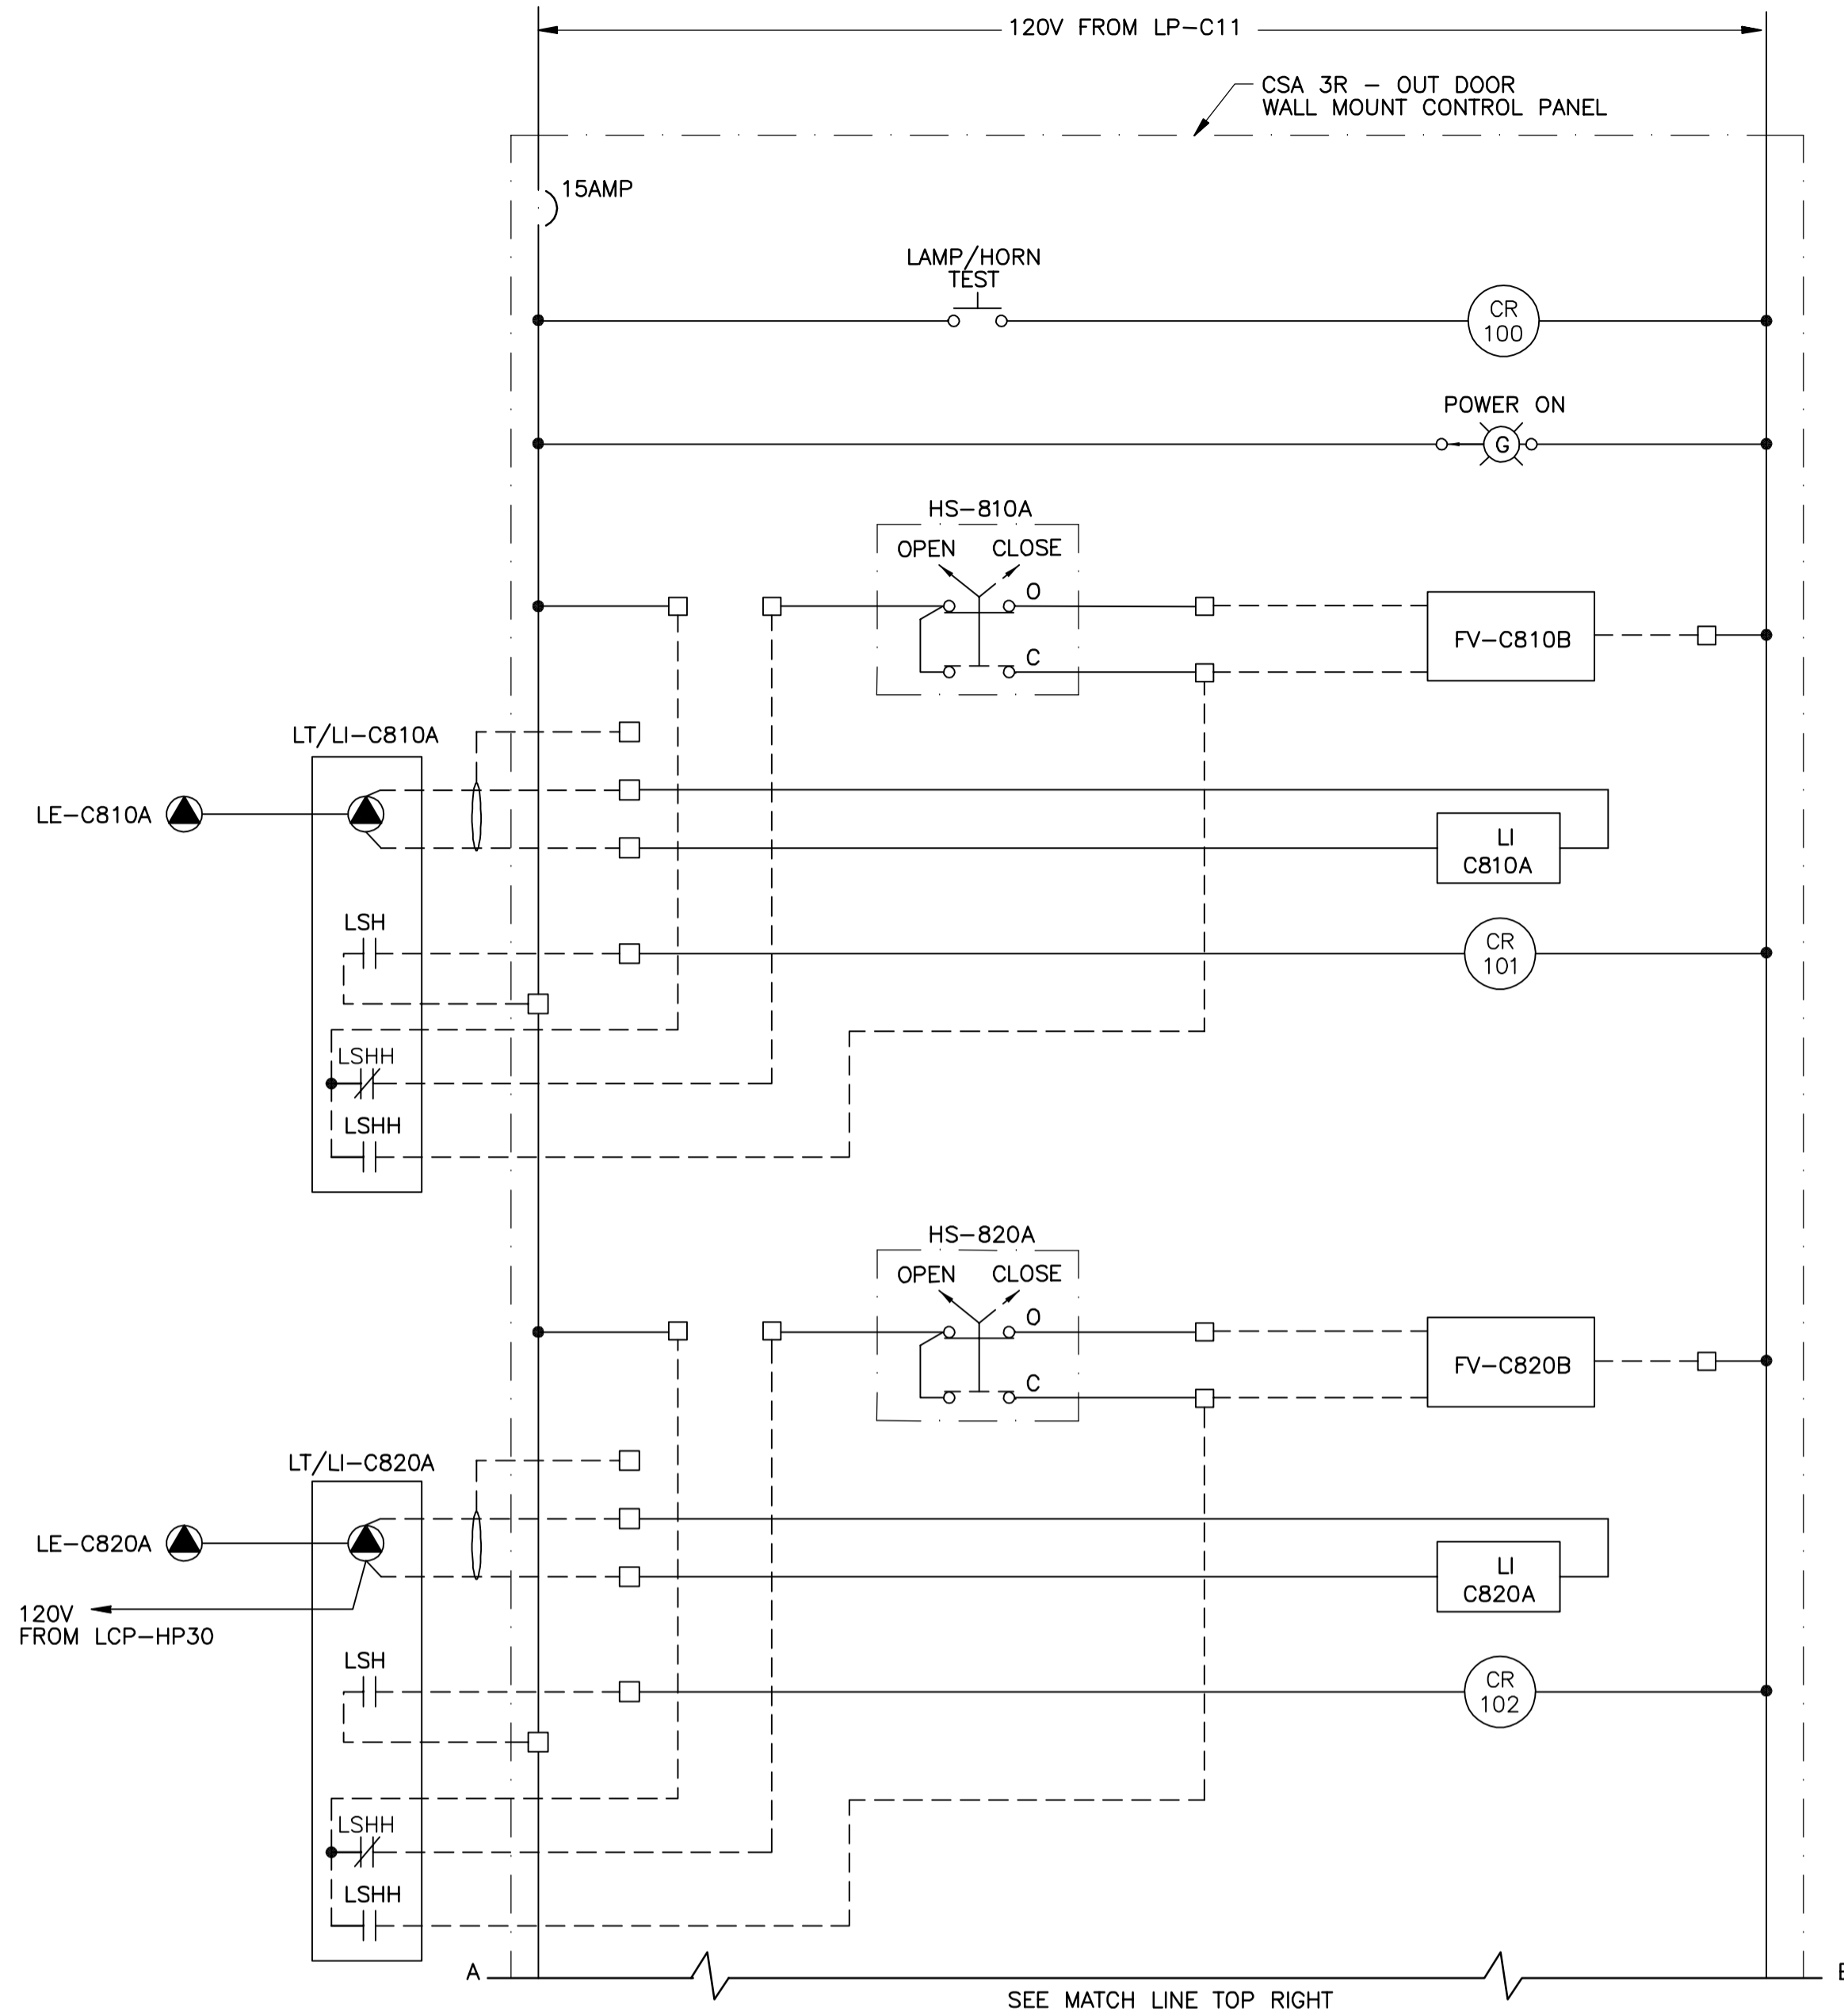 120V FROM LP-C11
CSA 3R - OUT DOOR
WALL MOUNT CONTROL PANEL
15AMP
LAMP/HORN
TEST
CR
100
POWER ON
G
HS-810A
OPEN CLOSE
O
C
FV-C810B
LT/LI-C810A
LE-C810A
LI
C810A
LSH
CR
101
LSHH
LSHH
HS-820A
OPEN CLOSE
O
C
FV-C820B
LT/LI-C820A
LE-C820A
LI
C820A
120V
FROM LCP-HP30
LSH
CR
102
LSHH
LSHH
A
SEE MATCH LINE TOP RIGHT